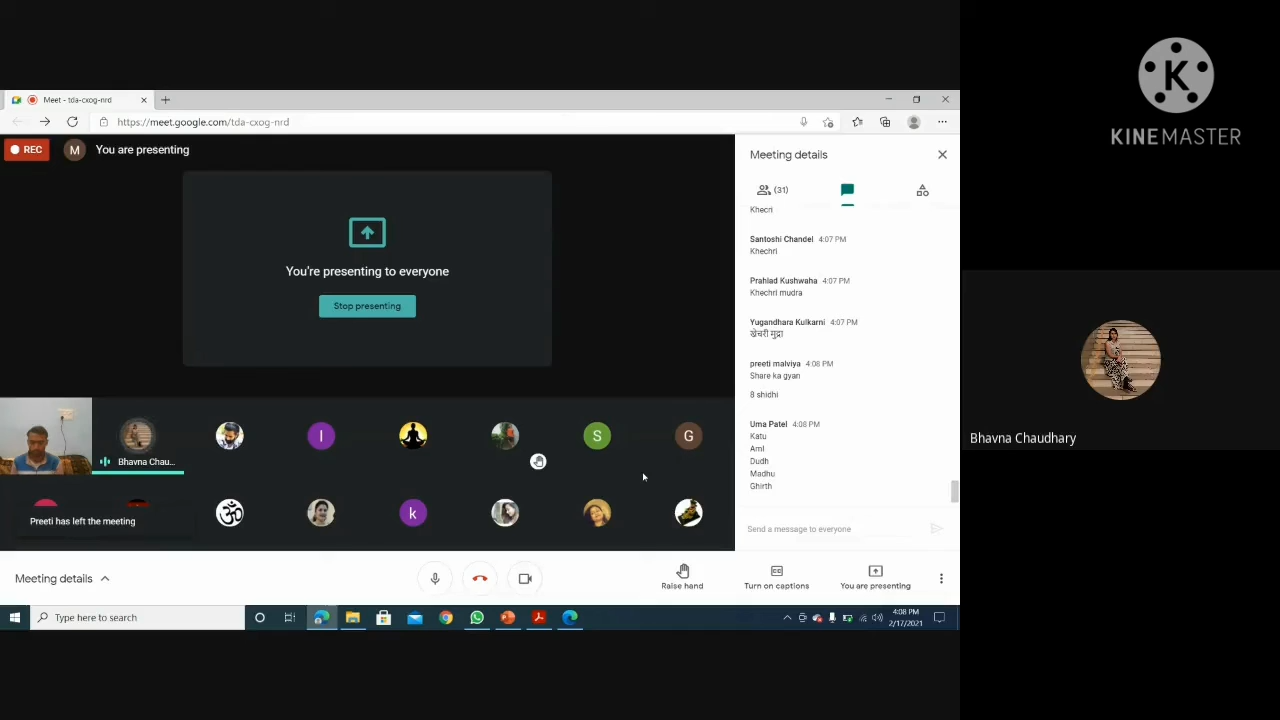 Meet - tda-cxog-nrd
https://meet.google.com/tda-cxog-nrd
REC
M
You are presenting
You're presenting to everyone
Stop presenting
Bhavna Chau...
I
S
G
Preeti has left the meeting
ॐ
k
Meeting details
(31)
Khecri
Santoshi Chandel 4:07 PM
Khechri
Prahlad Kushwaha 4:07 PM
Khechri mudra
Yugandhara Kulkarni 4:07 PM
खेचरी मुद्रा
preeti malviya 4:08 PM
Share ka gyan
8 shidhi
Uma Patel 4:08 PM
Katu
Aml
Dudh
Madhu
Ghirth
Send a message to everyone
Meeting details
Raise hand
Turn on captions
You are presenting
Type here to search
4:08 PM
2/17/2021
K
KINEMASTER
Bhavna Chaudhary